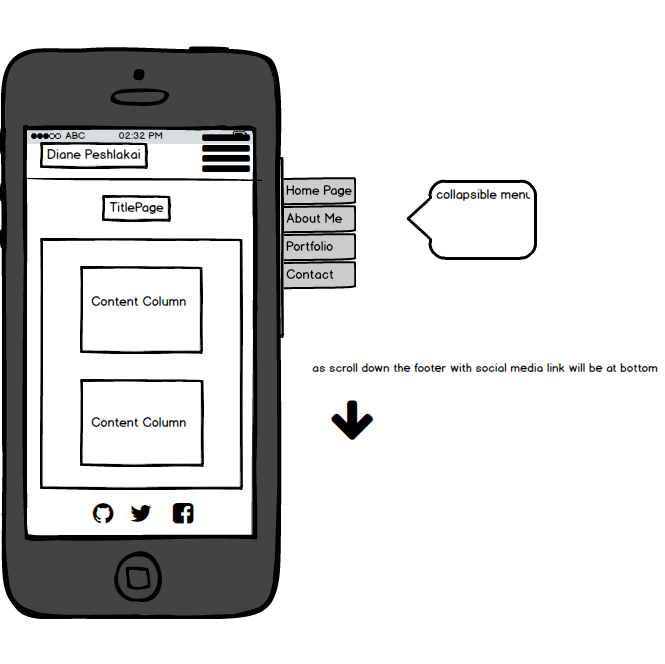 ABC 02:32 PM
Diane Peshlakai
TitlePage
Content Column
Content Column
Home Page
About Me
Portfolio
Contact
collapsible menu
as scroll down the footer with social media link will be at bottom